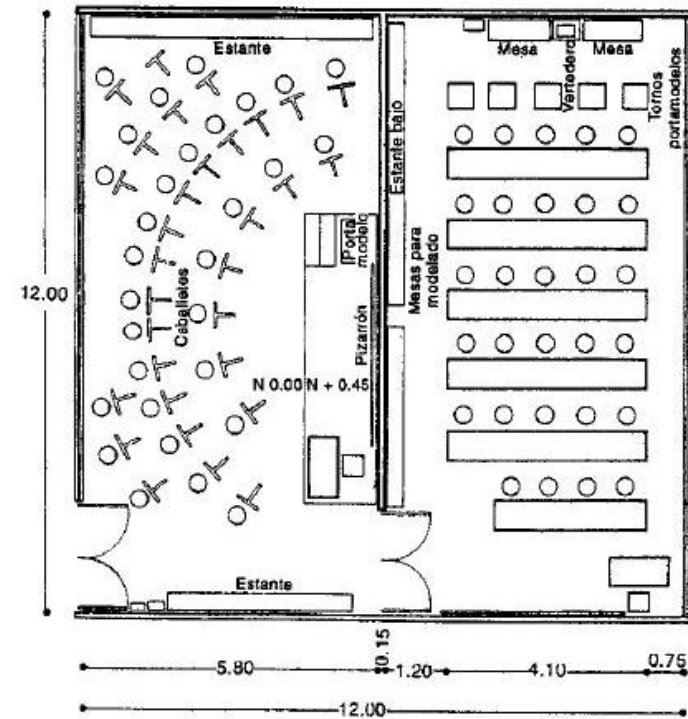 Estante
Mesa
Vertedero
Mesa
Tornos
portamodelos
Estante bajo
Porta
modelo
Mesas para
modelado
12.00
Caballetes
Pizarrón
N 0.00 N + 0.45
Estante
0.15
5.80
1.20
4.10
0.75
12.00